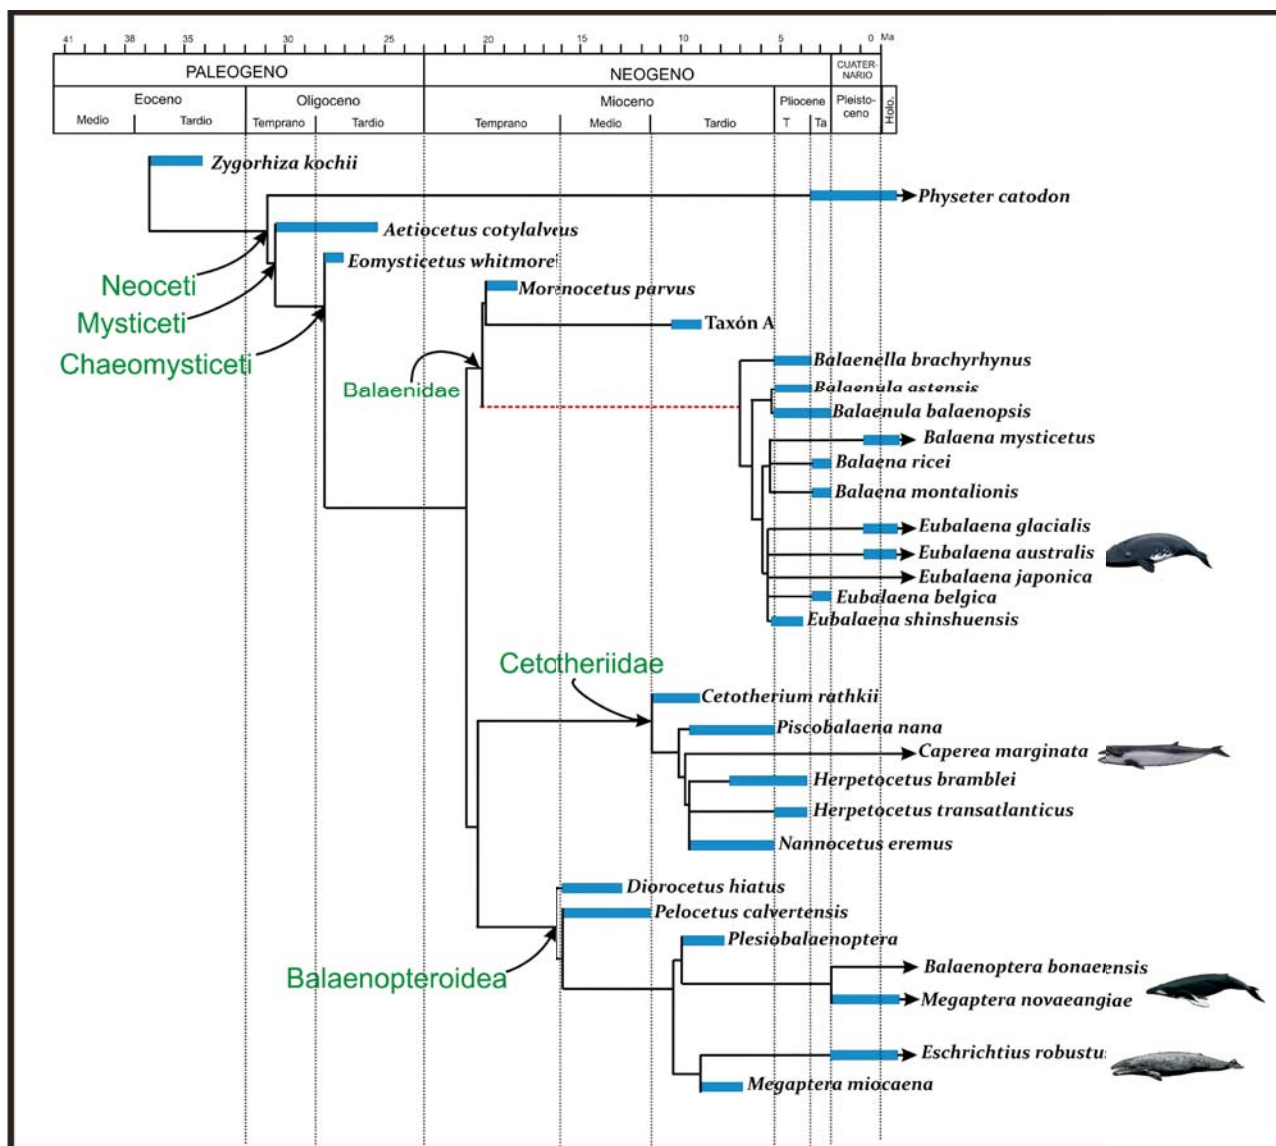 41 38 35 30 25 20 15 10 5 0 Ma
PALEOGENO NEOGENO CUATER-
NARIO
Eoceno Oligoceno Mioceno Pliocene Pleisto-
ceno Holo.
Medio Tardio Temprano Tardio Temprano Medio Tardio T Ta
Zygorhiza kochii
Physeter catodon
Aetiocetus cotylalveus
Eomysticetus whitmorei
Neoceti
Morenocetus parvus
Mysticeti
Taxón A
Chaeomysticeti
Balaenella brachyrhynus
Balaenidae
Balaenula astensis
Balaenula balaenopsis
Balaena mysticetus
Balaena ricei
Balaena montalionis
Eubalaena glacialis
Eubalaena australis
Eubalaena japonica
Eubalaena belgica
Eubalaena shinshuensis
Cetotheriidae
Cetotherium rathkii
Piscobalaena nana
Caperea marginata
Herpetocetus bramblei
Herpetocetus transatlanticus
Nannocetus eremus
Diorocetus hiatus
Pelocetus calvertensis
Plesiobalaenoptera
Balaenoptera bonaerensis
Balaenopteroidea
Megaptera novaeangiae
Eschrichtius robustu
Megaptera miocaena